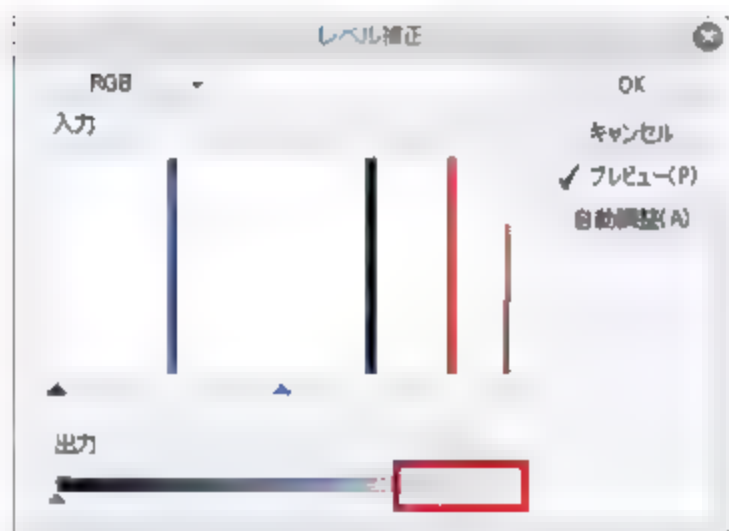 レベル補正
RGB
OK
入力
キャンセル
プレビュー(P)
自動調整(A)
出力